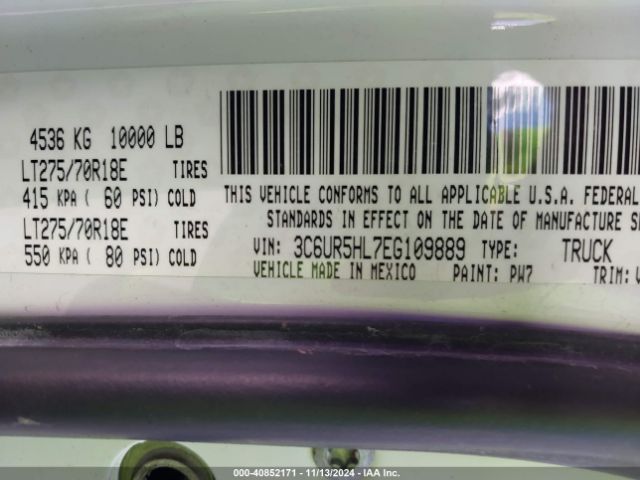 4536 KG 10000 LB
LT275/70R18E TIRES
415 KPA ( 60 PSI) COLD
LT275/70R18E TIRES
550 KPA ( 80 PSI) COLD
THIS VEHICLE CONFORMS TO ALL APPLICABLE U.S.A. FEDERAL
STANDARDS IN EFFECT ON THE DATE OF MANUFACTURE S
VIN: 3C6UR5HL7EG109889 TYPE: TRUCK
VEHICLE MADE IN MEXICO PAINT: PW7 TRIM:
000-40852171 | 11/13/2024 | IAAI.COM